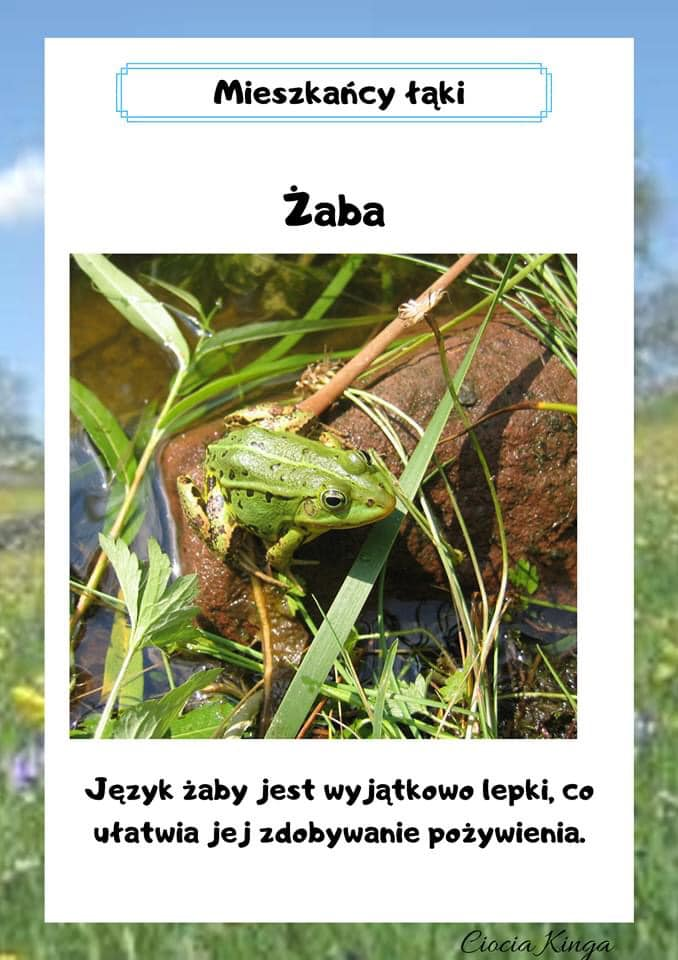 Mieszkańcy łąki
Żaba
Język żaby jest wyjątkowo lepki, co
ułatwia jej zdobywanie pożywienia.
Ciocia Kinga